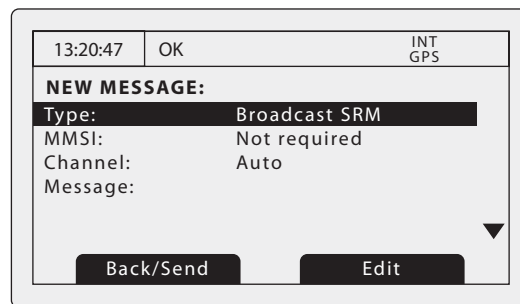 13:20:47 OK INT
GPS
NEW MESSAGE:
Type: Broadcast SRM
MMSI: Not required
Channel: Auto
Message:
Back/Send Edit